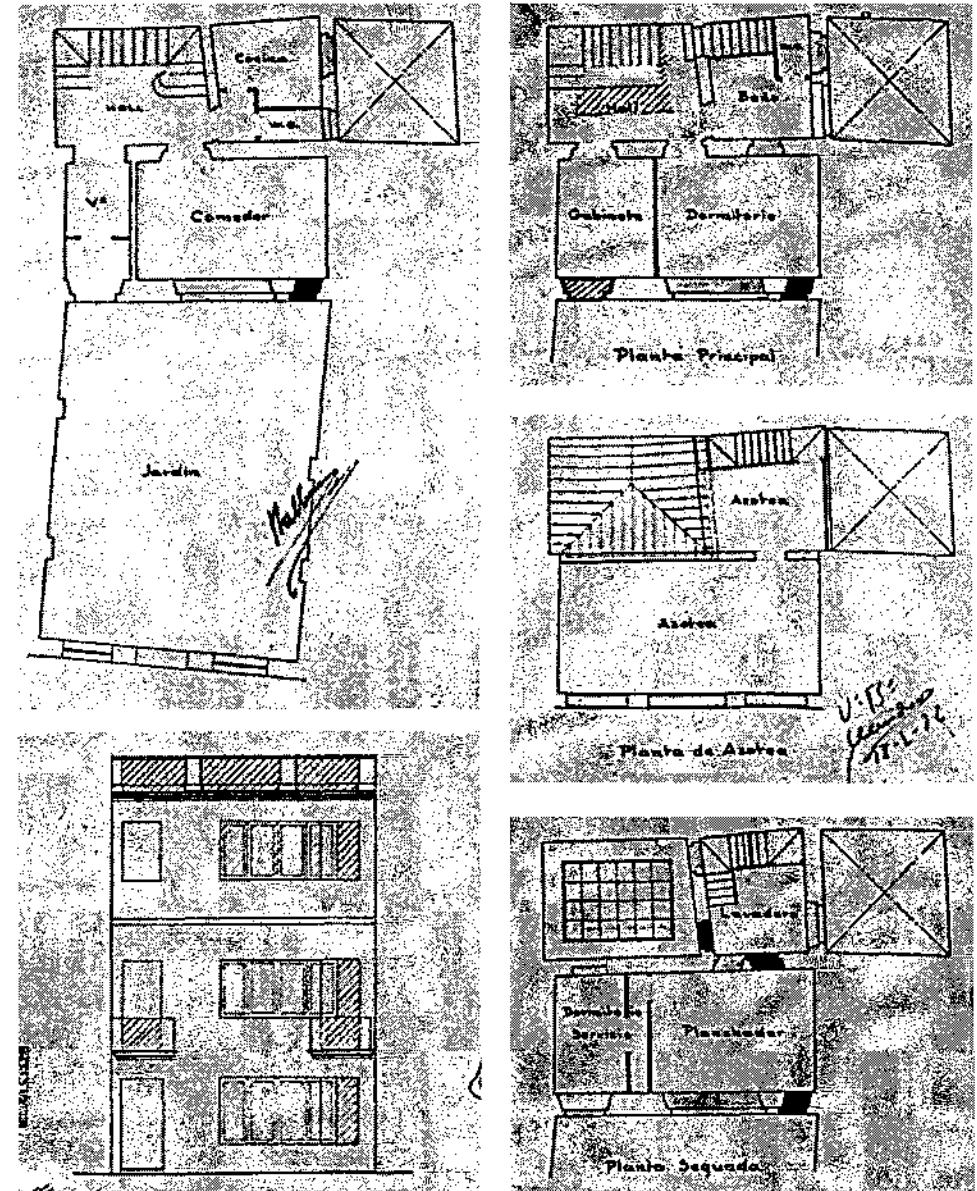 Cocina
Hall
W.C.
Vº
Comedor
Jardin
Hall
Baño
Gabinete
Dormitorio
Planta Principal
Azotea
Azotea
Planta de Azotea
Lavadero
Dormitorio
Servicio
Planchador
Planta Segunda